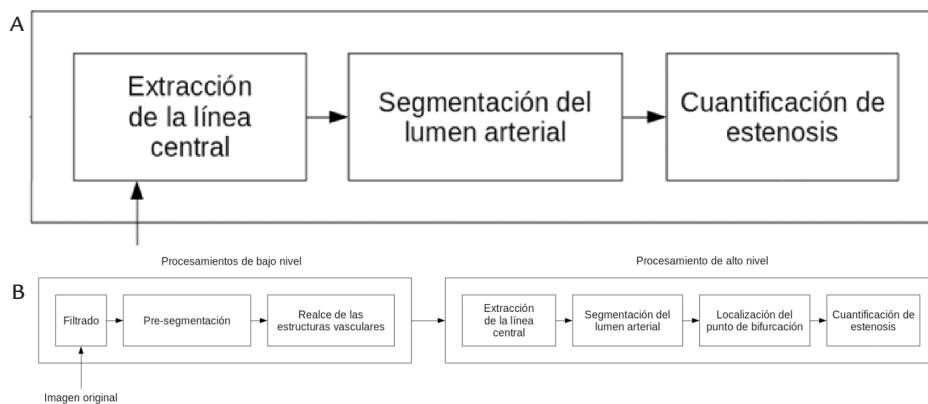 A
Extracción
de la línea
central
Segmentación del
lumen arterial
Cuantificación de
estenosis
Procesamientos de bajo nivel
Procesamiento de alto nivel
B
Filtrado
Pre-segmentación
Realce de las
estructuras vasculares
Extracción
de la línea
central
Segmentación del
lumen arterial
Localización del
punto de bifurcación
Cuantificación de
estenosis
Imagen original